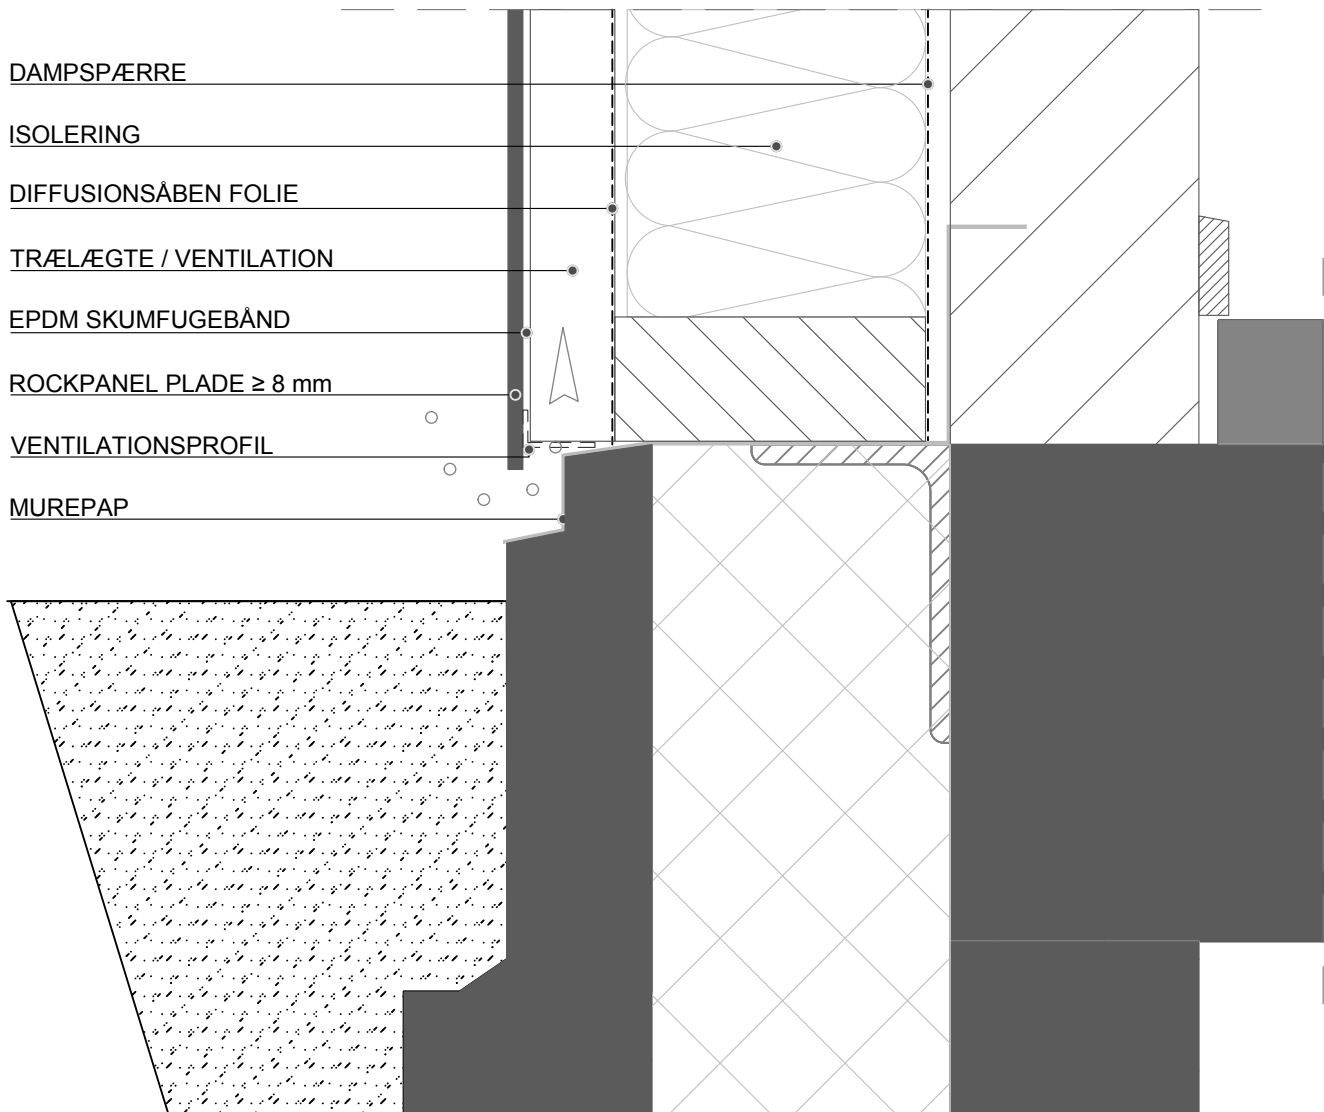 DAMPSPÆRRE
ISOLERING
DIFFUSIONSÅBEN FOLIE
TRÆLÆGTE / VENTILATION
EPDM SKUMFUGEBÅND
ROCKPANEL PLADE ≥ 8 mm
VENTILATIONSPROFIL
MUREPAP